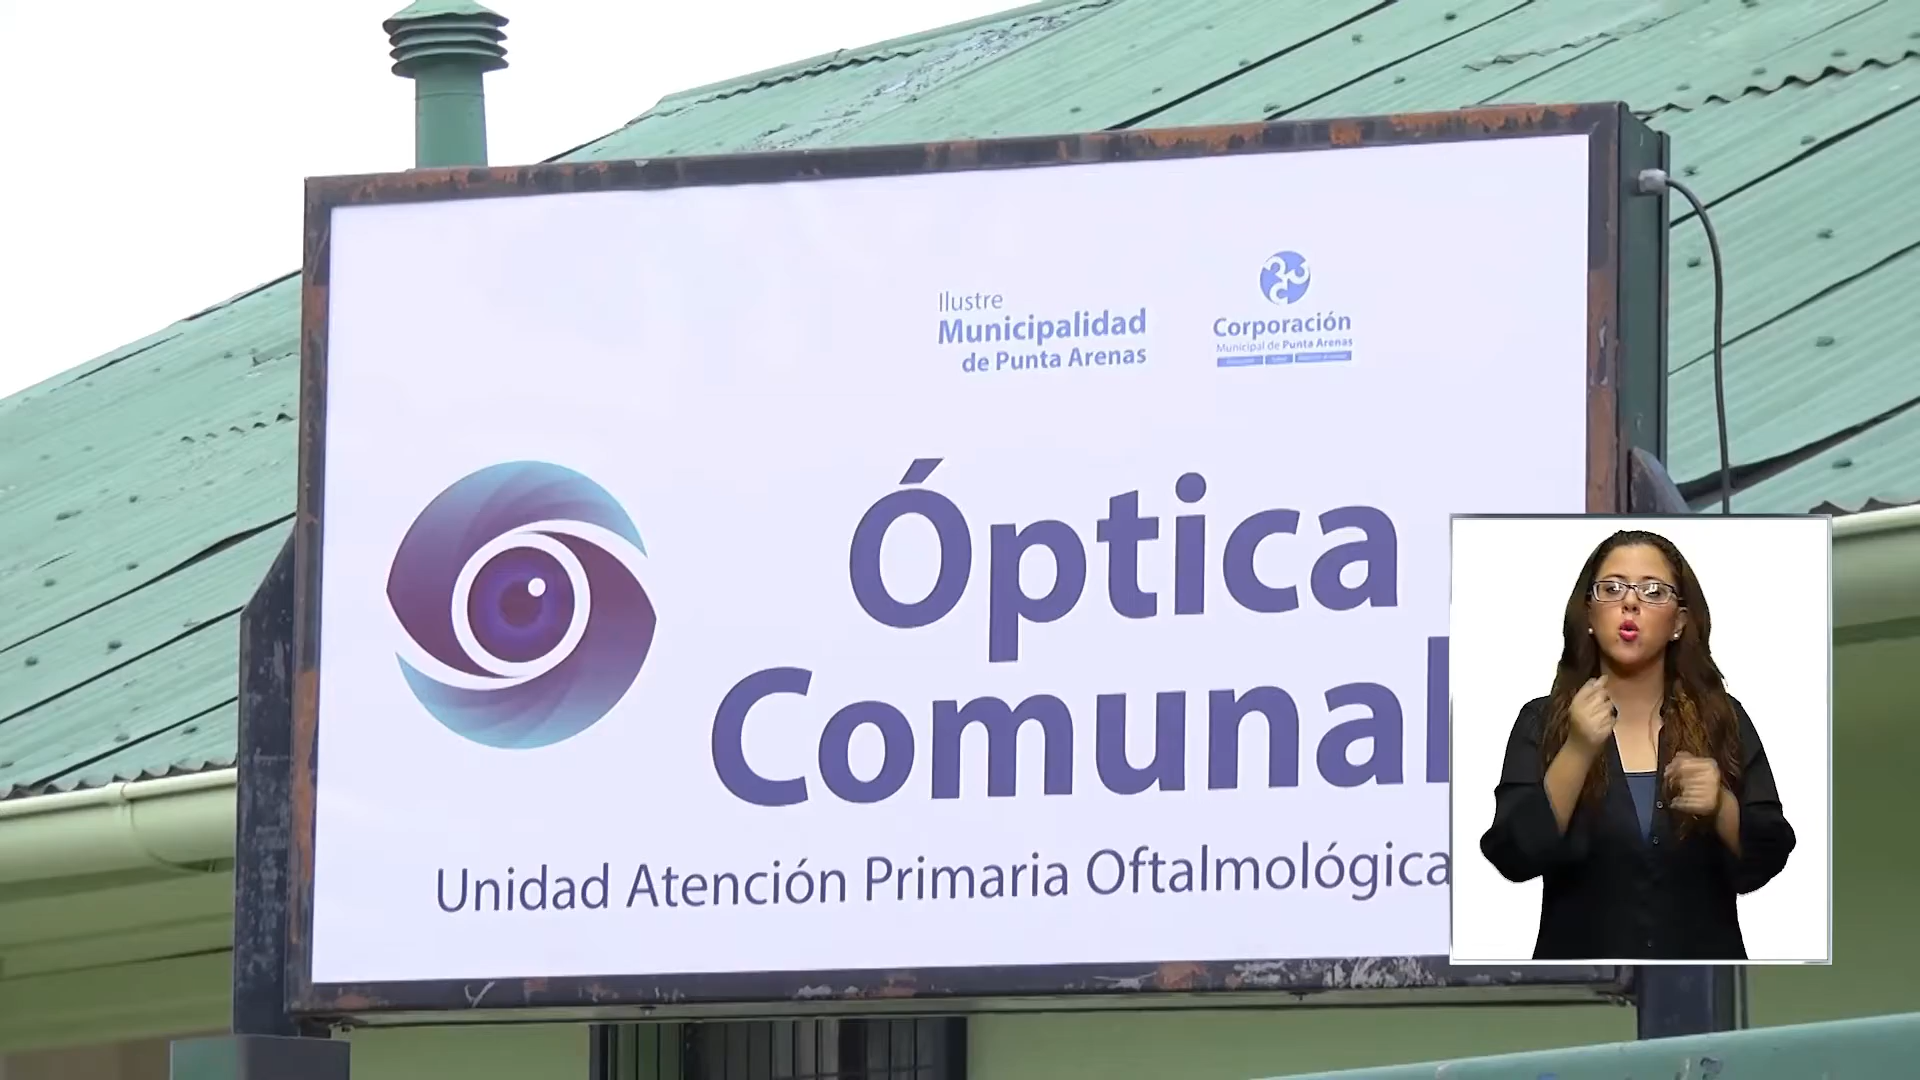 Ilustre
Municipalidad
de Punta Arenas
Corporación
Municipal de Punta Arenas
Óptica
Comunal
Unidad Atención Primaria Oftalmológica